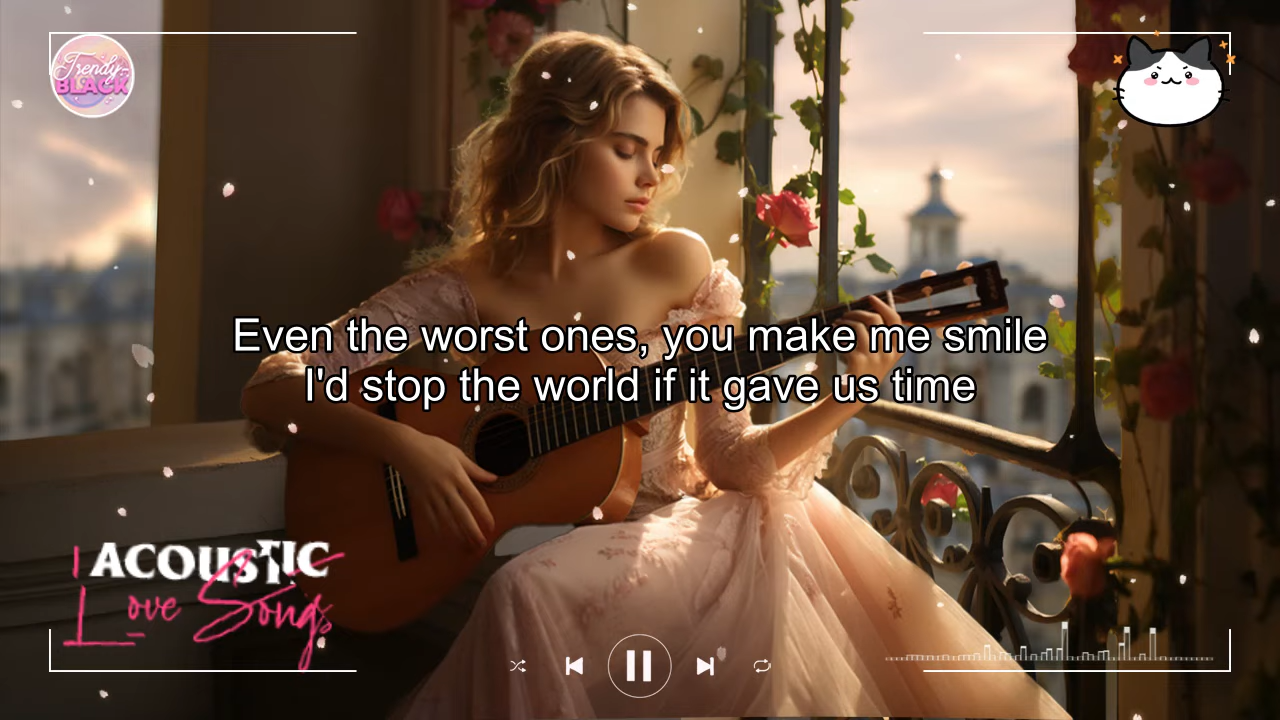 Trendy
BLACK
Even the worst ones, you make me smile
I'd stop the world if it gave us time
ACOUSTIC
Love Songs